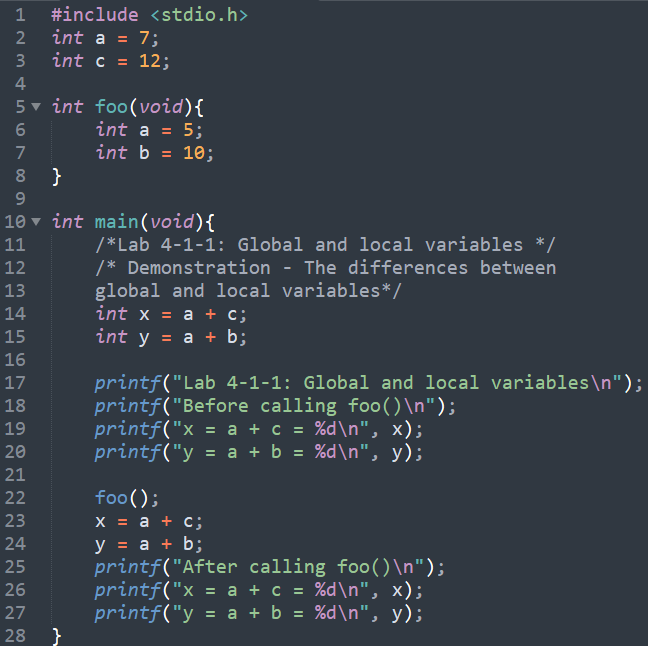 1 #include <stdio.h>
2 int a = 7;
3 int c = 12;
4
5 int foo(void){
6     int a = 5;
7     int b = 10;
8 }
9
10 int main(void){
11     /*Lab 4-1-1: Global and local variables */
12     /* Demonstration - The differences between
13     global and local variables*/
14     int x = a + c;
15     int y = a + b;
16
17     printf("Lab 4-1-1: Global and local variables\n");
18     printf("Before calling foo()\n");
19     printf("x = a + c = %d\n", x);
20     printf("y = a + b = %d\n", y);
21
22     foo();
23     x = a + c;
24     y = a + b;
25     printf("After calling foo()\n");
26     printf("x = a + c = %d\n", x);
27     printf("y = a + b = %d\n", y);
28 }